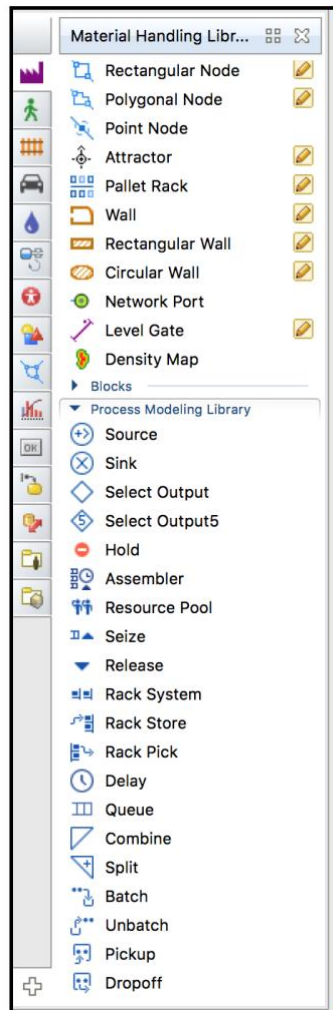 Material Handling Libr...
Rectangular Node
Polygonal Node
Point Node
Attractor
Pallet Rack
Wall
Rectangular Wall
Circular Wall
Network Port
Level Gate
Density Map
Blocks
Process Modeling Library
Source
Sink
Select Output
5 Select Output5
Hold
Assembler
Resource Pool
Seize
Release
Rack System
Rack Store
Rack Pick
Delay
Queue
Combine
Split
Batch
Unbatch
Pickup
Dropoff
OK